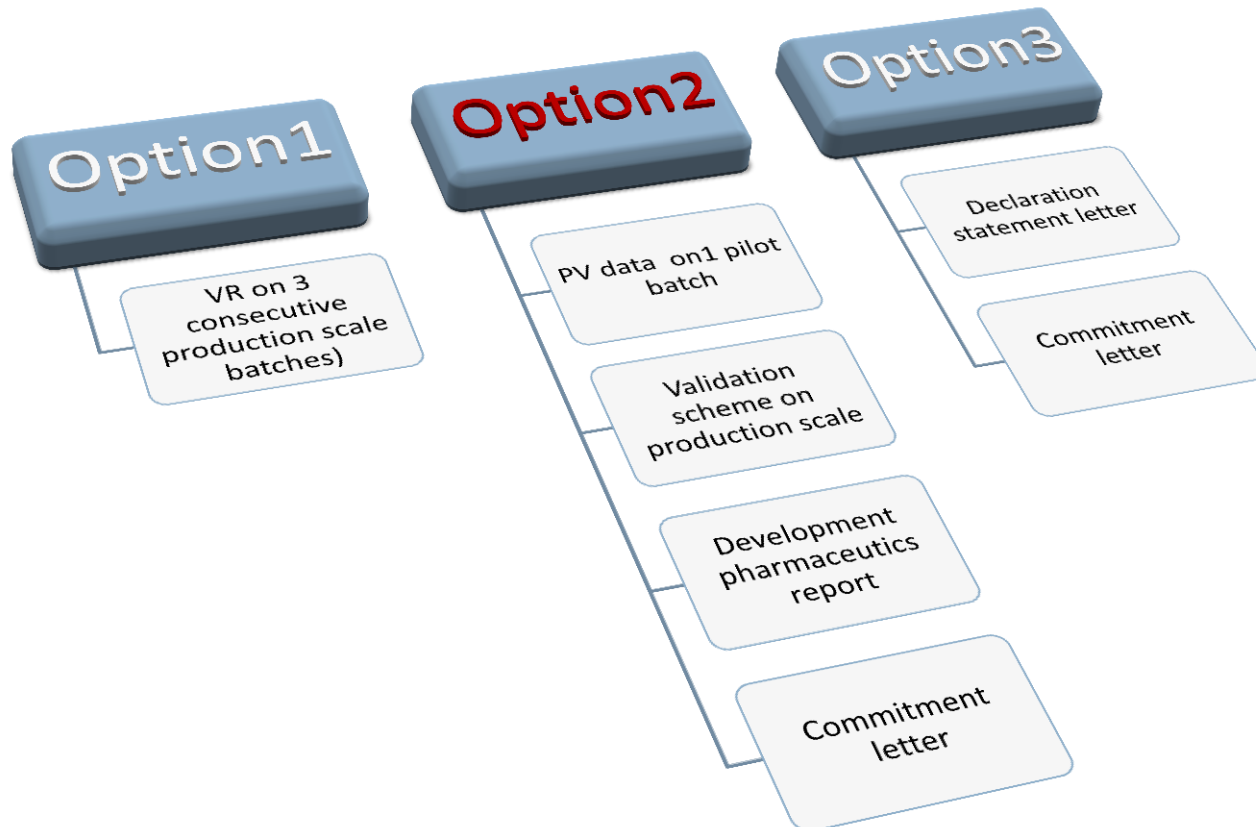 Option1
VR on 3
consecutive
production scale
batches)
Option2
PV data  on1 pilot
batch
Validation
scheme on
production scale
Development
pharmaceutics
report
Commitment
letter
Option3
Declaration
statement letter
Commitment
letter